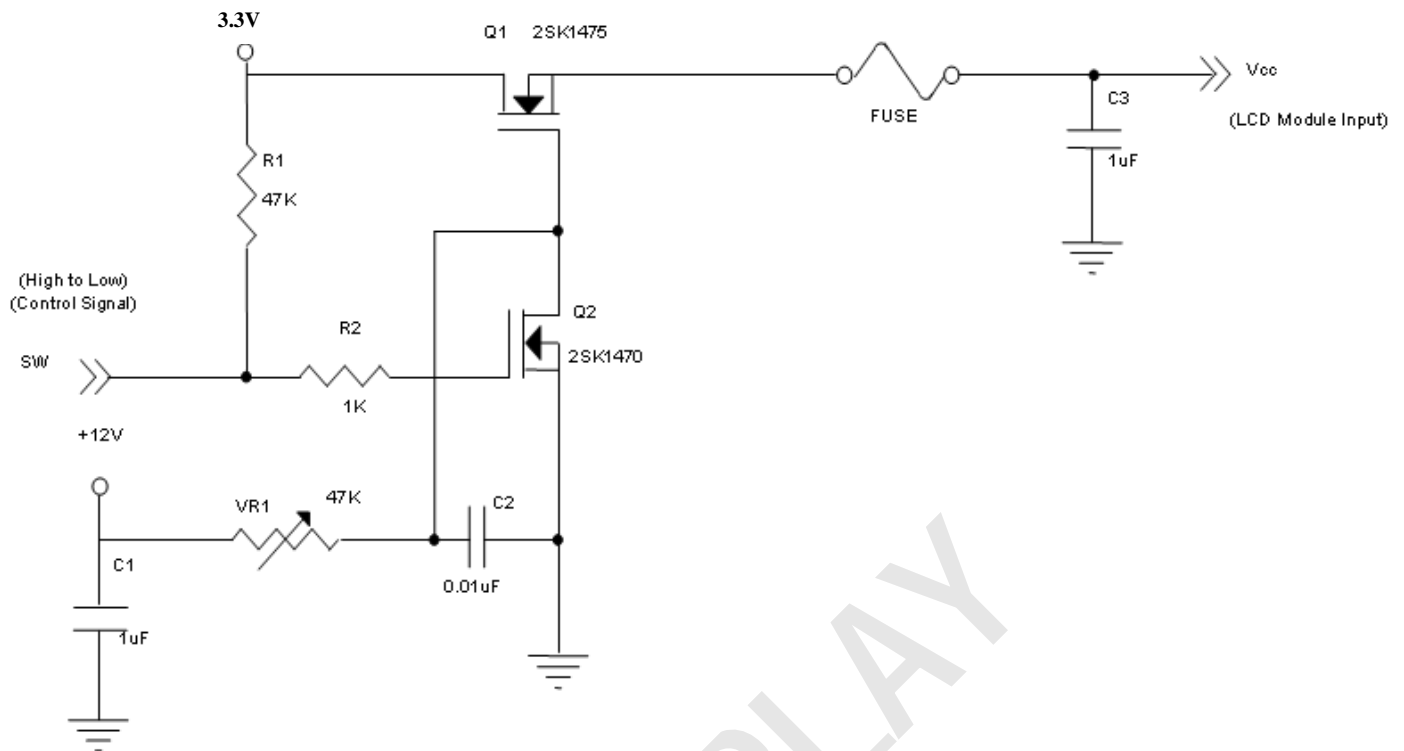 3.3V
Q1 2SK1475
FUSE
Vcc
(LCD Module Input)
C3
1uF
R1
47K
(High to Low)
(Control Signal)
SW
R2
1K
Q2
2SK1470
+12V
VR1
47K
C2
0.01uF
C1
1uF
PLAY